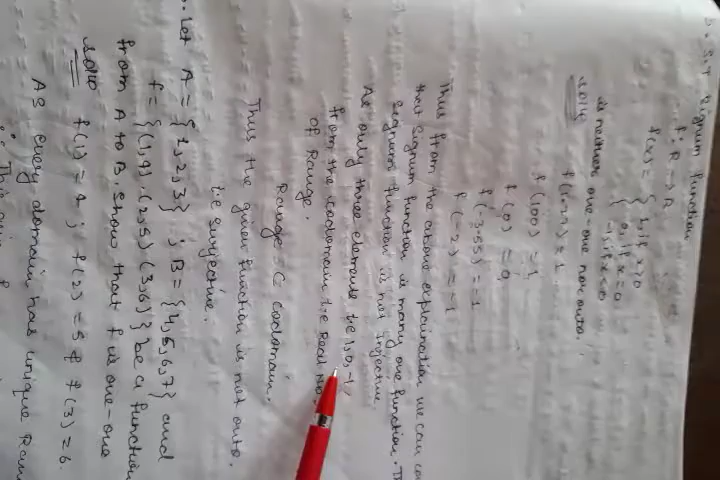 S.T Signum function
f: R → R
f(x) = { 1, if x > 0
0, if x = 0
-1, if x < 0
is neither one-one nor onto.
soln
f(1.75) = 1
f(100) = 1
f(0) = 0
f(-3.55) = -1
f(-2) = -1
Thus from the above explaination we can
that signum function is many one function.
Signum function is not injective.
As only three elements i.e 1, 0, -1,
from the codomain i.e Real No.
of Range.
Range codomain.
Thus the given function is not onto.
i.e surjective.
Let A = {1,2,3} ; B = {4,5,6,7} and
f = {(1,4).(2,5)(3,6)} be a function
from A to B. Show that f is one-one
soln f(1) = 4 ; f(2) = 5 & f(3) = 6.
AS every domain has unique